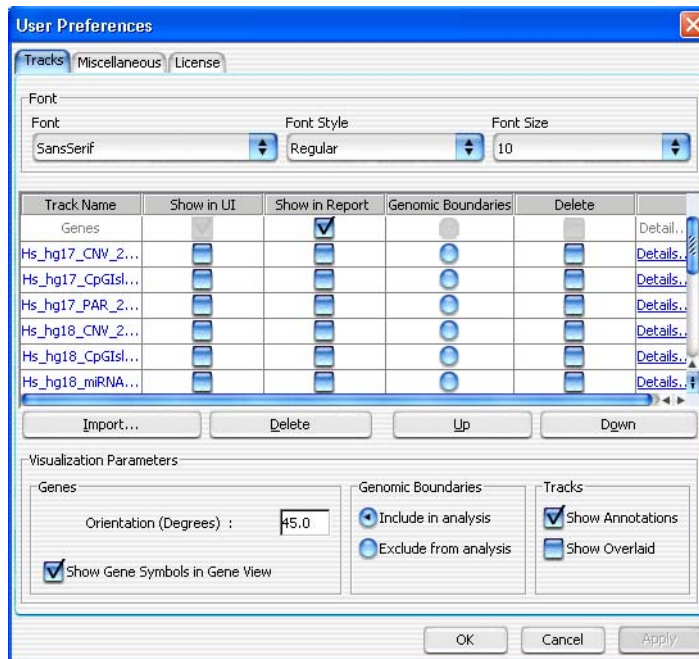 User Preferences
Tracks Miscellaneous License
Font
Font Font Style Font Size
SansSerif Regular 10
Track Name Show in UI Show in Report Genomic Boundaries Delete
Genes Detail..
Hs_hg17_CNV_2... Details..
Hs_hg17_CpGIsl... Details..
Hs_hg17_PAR_2... Details..
Hs_hg18_CNV_2... Details..
Hs_hg18_CpGIsl... Details..
Hs_hg18_miRNA... Details..
Import... Delete Up Down
Visualization Parameters
Genes Genomic Boundaries Tracks
Orientation (Degrees) : 45.0 Include in analysis Show Annotations
Exclude from analysis Show Overlaid
Show Gene Symbols in Gene View
OK Cancel Apply